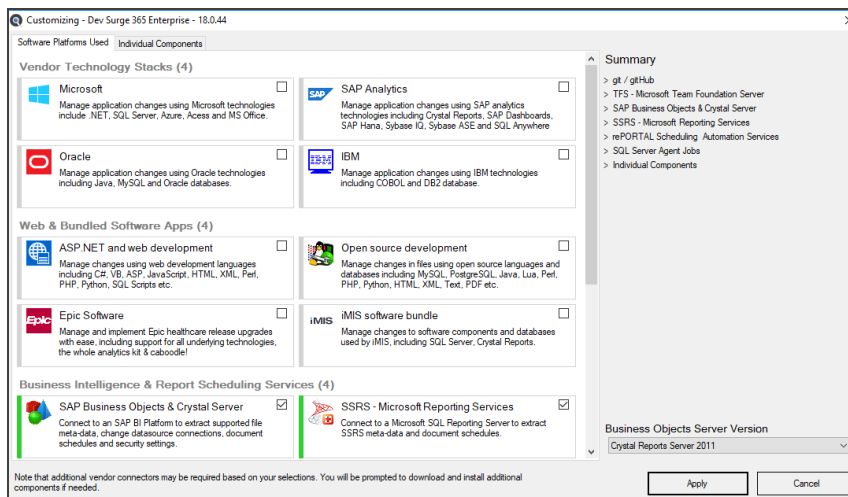 Customizing - Dev Surge 365 Enterprise - 18.0.44
Software Platforms Used
Individual Components
Vendor Technology Stacks (4)
Microsoft
Manage application changes using Microsoft technologies
include .NET, SQL Server, Azure, Acess and MS Office.
SAP
SAP Analytics
Manage application changes using SAP analytics
technologies including Crystal Reports, SAP Dashboards,
SAP Hana, Sybase IQ, Sybase ASE and SQL Anywhere
Oracle
Manage application changes using Oracle technologies
including Java, MySQL and Oracle databases.
IBM
IBM
Manage application changes using IBM technologies
including COBOL and DB2 database.
Web & Bundled Software Apps (4)
ASP.NET and web development
Manage changes using web development languages
including C#, VB, ASP, JavaScript, HTML, XML, Perl,
PHP, Python, SQL Scripts etc.
Open source development
Manage changes in files using open source languages and
databases including MySQL, PostgreSQL, Java, Lua, Perl,
PHP, Python, HTML, XML, Text, PDF etc.
Epic
Epic Software
Manage and implement Epic healthcare release upgrades
with ease, including support for all underlying technologies,
the whole analytics kit & caboodle!
iMIS
iMIS software bundle
Manage changes to software components and databases
used by iMIS, including SQL Server, Crystal Reports.
Business Intelligence & Report Scheduling Services (4)
SAP Business Objects & Crystal Server
Connect to an SAP BI Platform to extract supported file
meta-data, change datasource connections, document
schedules and security settings.
SSRS - Microsoft Reporting Services
Connect to a Microsoft SQL Reporting Server to extract
SSRS meta-data and document schedules.
Summary
> git / gitHub
> TFS - Microsoft Team Foundation Server
> SAP Business Objects & Crystal Server
> SSRS - Microsoft Reporting Services
> rePORTAL Scheduling Automation Services
> SQL Server Agent Jobs
> Individual Components
Business Objects Server Version
Crystal Reports Server 2011
Note that additional vendor connectors may be required based on your selections. You will be prompted to download and install additional
components if needed.
Apply
Cancel